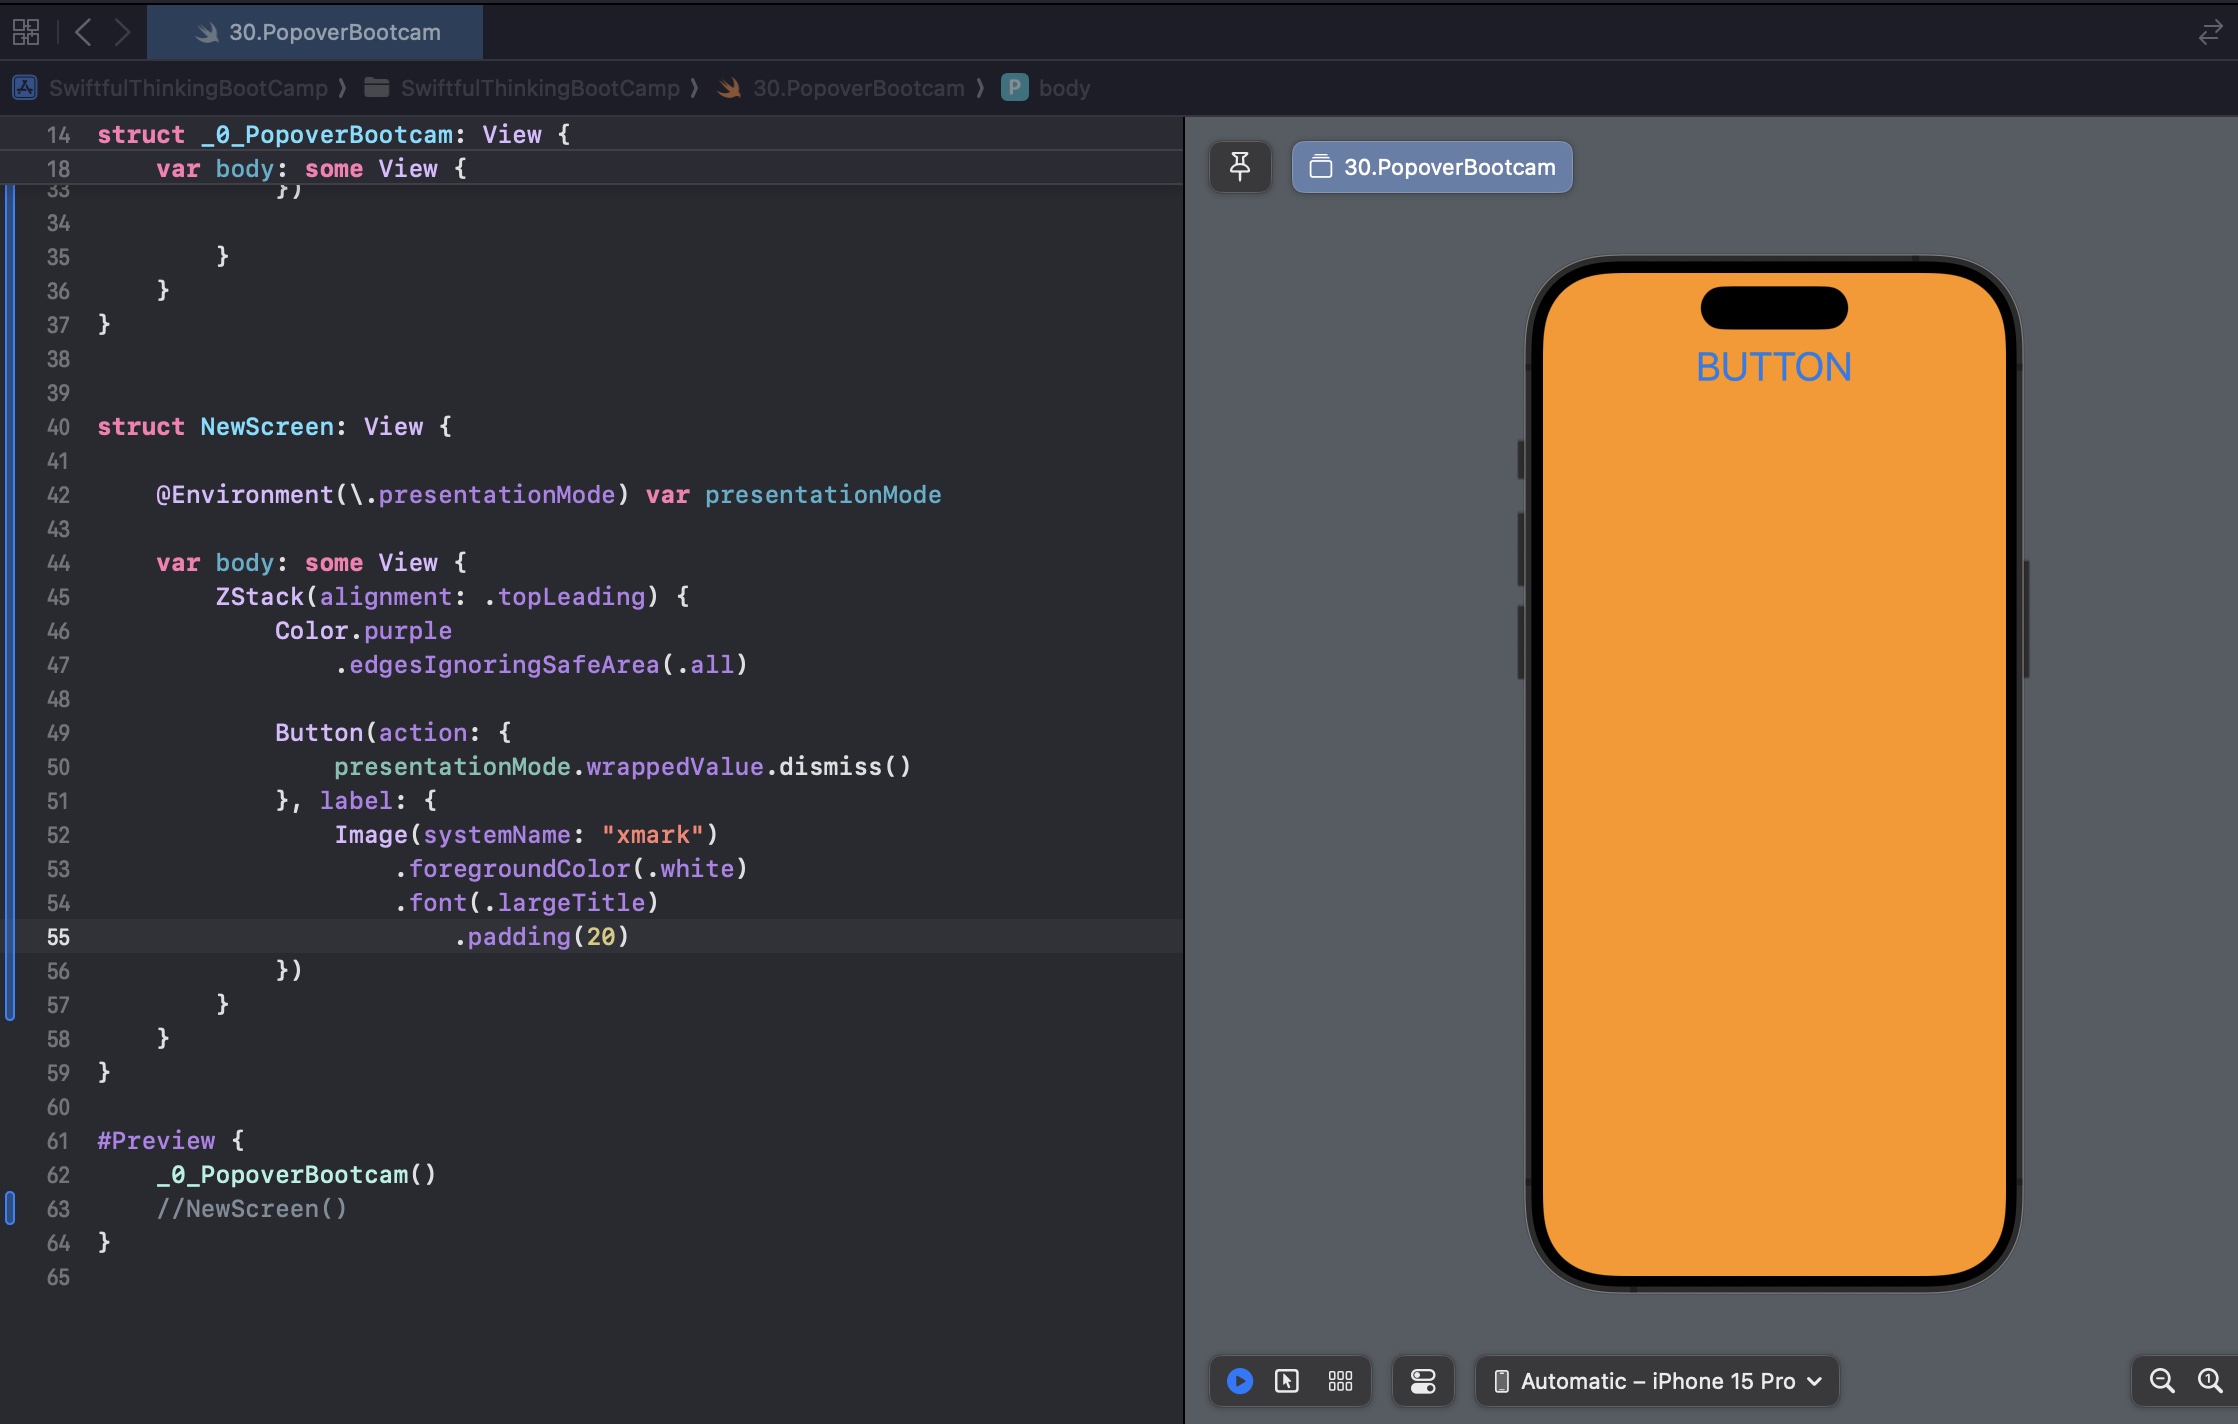 30.PopoverBootcam
SwiftfulThinkingBootCamp ⟩ SwiftfulThinkingBootCamp ⟩ 30.PopoverBootcam ⟩ P body
14 struct _0_PopoverBootcam: View {
18     var body: some View {
33             })
34
35         }
36     }
37 }
38
39
40 struct NewScreen: View {
41
42     @Environment(\.presentationMode) var presentationMode
43
44     var body: some View {
45         ZStack(alignment: .topLeading) {
46             Color.purple
47                 .edgesIgnoringSafeArea(.all)
48
49             Button(action: {
50                 presentationMode.wrappedValue.dismiss()
51             }, label: {
52                 Image(systemName: "xmark")
53                     .foregroundColor(.white)
54                     .font(.largeTitle)
55                         .padding(20)
56             })
57         }
58     }
59 }
60
61 #Preview {
62     _0_PopoverBootcam()
63     //NewScreen()
64 }
65
30.PopoverBootcam
BUTTON
Automatic – iPhone 15 Pro
1